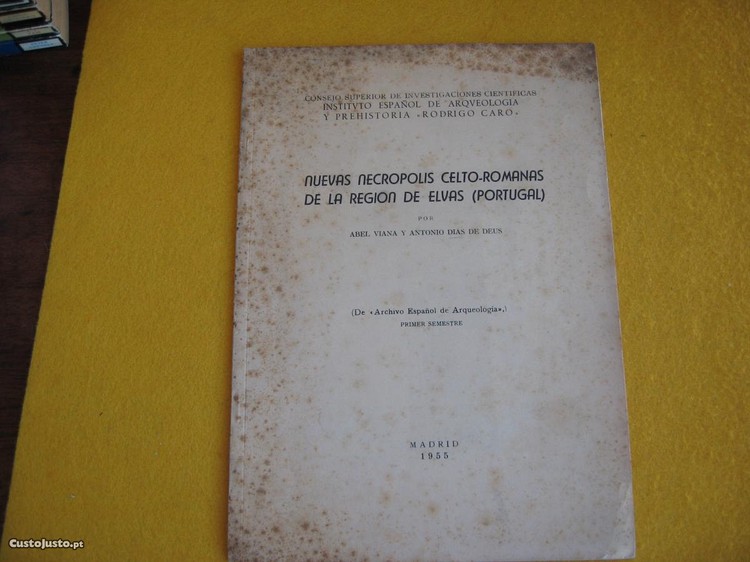 CONSEJO SUPERIOR DE INVESTIGACIONES CIENTIFICAS
INSTITVTO ESPAÑOL DE ARQVEOLOGIA
Y PREHISTORIA «RODRIGO CARO»
NUEVAS NECROPOLIS CELTO-ROMANAS
DE LA REGION DE ELVAS (PORTUGAL)
POR
ABEL VIANA Y ANTONIO DIAS DE DEUS
(De «Archivo Español de Arqueología».)
PRIMER SEMESTRE
MADRID
1955
CustoJusto.pt